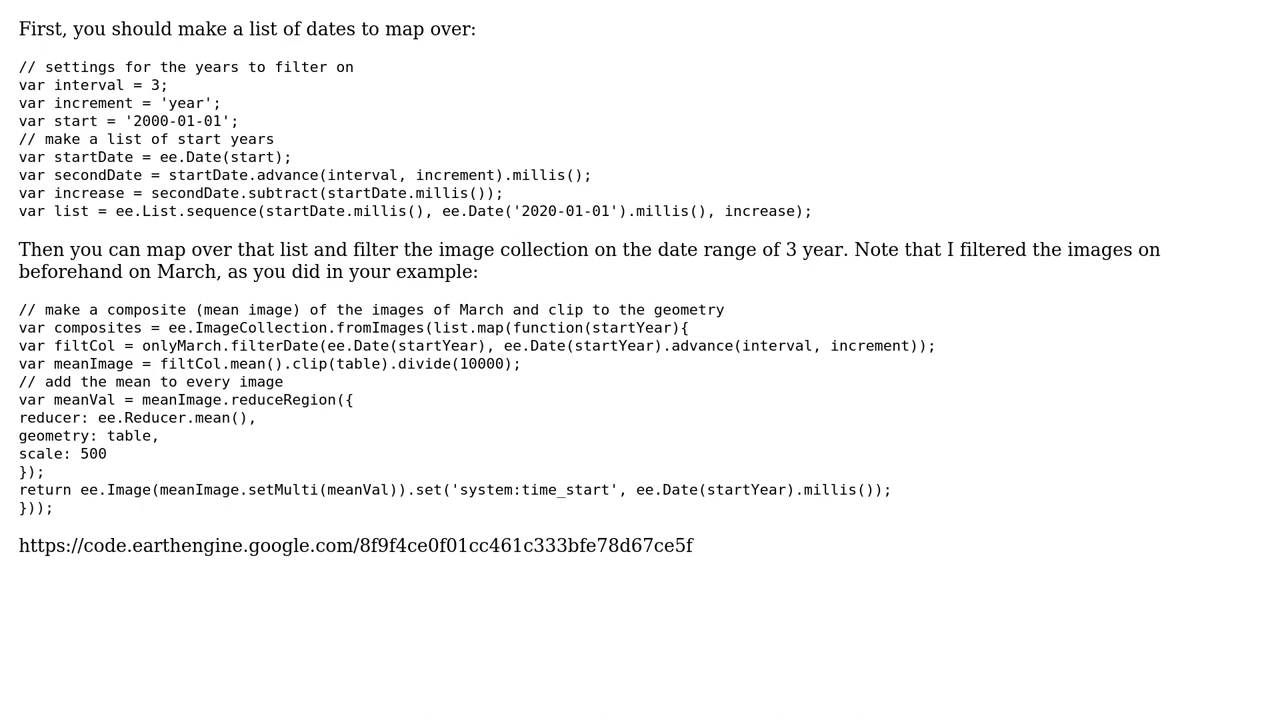 First, you should make a list of dates to map over:
// settings for the years to filter on
var interval = 3;
var increment = 'year';
var start = '2000-01-01';
// make a list of start years
var startDate = ee.Date(start);
var secondDate = startDate.advance(interval, increment).millis();
var increase = secondDate.subtract(startDate.millis());
var list = ee.List.sequence(startDate.millis(), ee.Date('2020-01-01').millis(), increase);
Then you can map over that list and filter the image collection on the date range of 3 year. Note that I filtered the images on
beforehand on March, as you did in your example:
// make a composite (mean image) of the images of March and clip to the geometry
var composites = ee.ImageCollection.fromImages(list.map(function(startYear){
var filtCol = onlyMarch.filterDate(ee.Date(startYear), ee.Date(startYear).advance(interval, increment));
var meanImage = filtCol.mean().clip(table).divide(10000);
// add the mean to every image
var meanVal = meanImage.reduceRegion({
reducer: ee.Reducer.mean(),
geometry: table,
scale: 500
});
return ee.Image(meanImage.setMulti(meanVal)).set('system:time_start', ee.Date(startYear).millis());
}));
https://code.earthengine.google.com/8f9f4ce0f01cc461c333bfe78d67ce5f